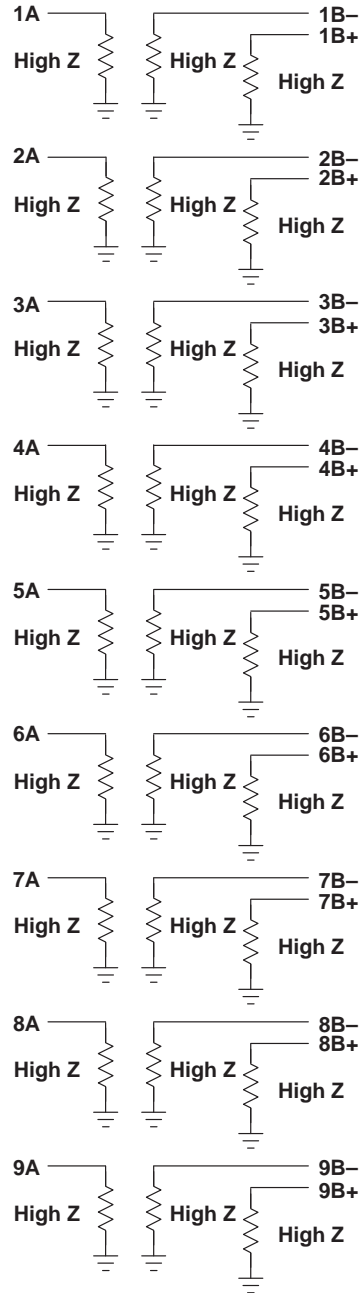 1A 1B–
1B+
High Z High Z High Z
2A 2B–
2B+
High Z High Z High Z
3A 3B–
3B+
High Z High Z High Z
4A 4B–
4B+
High Z High Z High Z
5A 5B–
5B+
High Z High Z High Z
6A 6B–
6B+
High Z High Z High Z
7A 7B–
7B+
High Z High Z High Z
8A 8B–
8B+
High Z High Z High Z
9A 9B–
9B+
High Z High Z High Z